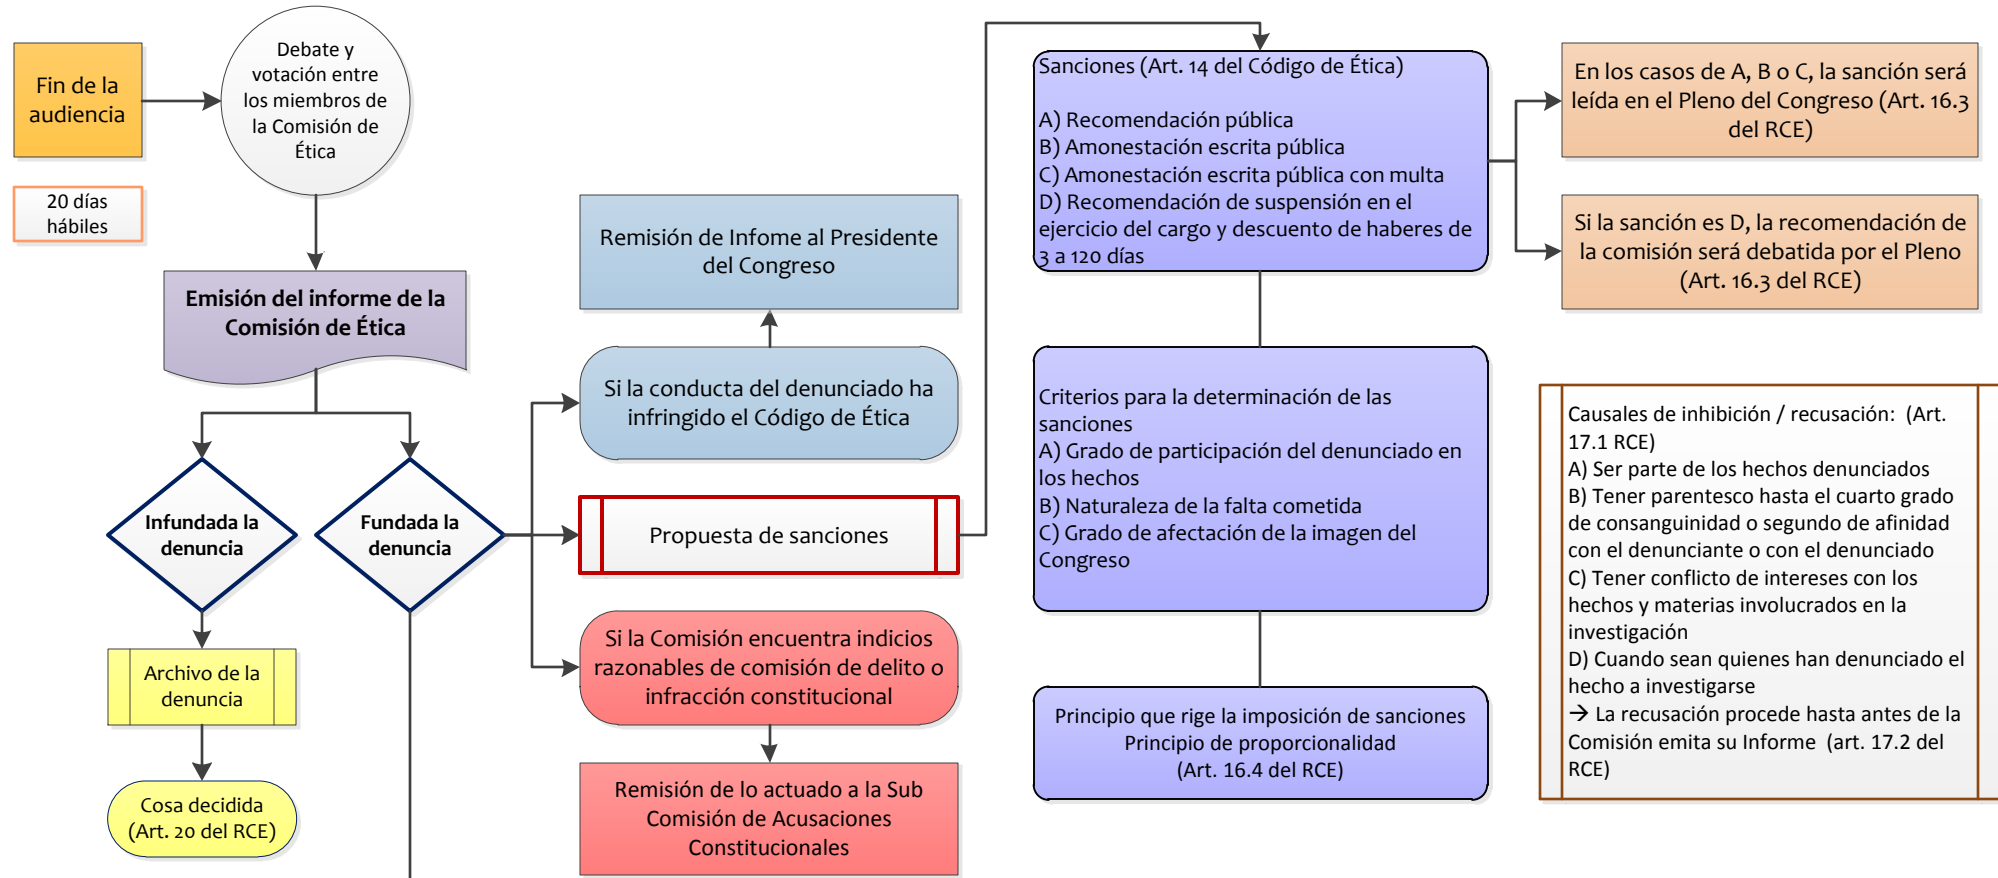 Fin de la
audiencia
20 días
hábiles
Debate y
votación entre
los miembros de
la Comisión de
Ética
Emisión del informe de la
Comisión de Ética
Infundada la
denuncia
Fundada la
denuncia
Archivo de la
denuncia
Cosa decidida
(Art. 20 del RCE)
Remisión de Infome al Presidente
del Congreso
Si la conducta del denunciado ha
infringido el Código de Ética
Propuesta de sanciones
Si la Comisión encuentra indicios
razonables de comisión de delito o
infracción constitucional
Remisión de lo actuado a la Sub
Comisión de Acusaciones
Constitucionales
Sanciones (Art. 14 del Código de Ética)
A) Recomendación pública
B) Amonestación escrita pública
C) Amonestación escrita pública con multa
D) Recomendación de suspensión en el
ejercicio del cargo y descuento de haberes de
3 a 120 días
Criterios para la determinación de las
sanciones
A) Grado de participación del denunciado en
los hechos
B) Naturaleza de la falta cometida
C) Grado de afectación de la imagen del
Congreso
Principio que rige la imposición de sanciones
Principio de proporcionalidad
(Art. 16.4 del RCE)
En los casos de A, B o C, la sanción será
leída en el Pleno del Congreso (Art. 16.3
del RCE)
Si la sanción es D, la recomendación de
la comisión será debatida por el Pleno
(Art. 16.3 del RCE)
Causales de inhibición / recusación: (Art.
17.1 RCE)
A) Ser parte de los hechos denunciados
B) Tener parentesco hasta el cuarto grado
de consanguinidad o segundo de afinidad
con el denunciante o con el denunciado
C) Tener conflicto de intereses con los
hechos y materias involucrados en la
investigación
D) Cuando sean quienes han denunciado el
hecho a investigarse
→ La recusación procede hasta antes de la
Comisión emita su Informe (art. 17.2 del
RCE)